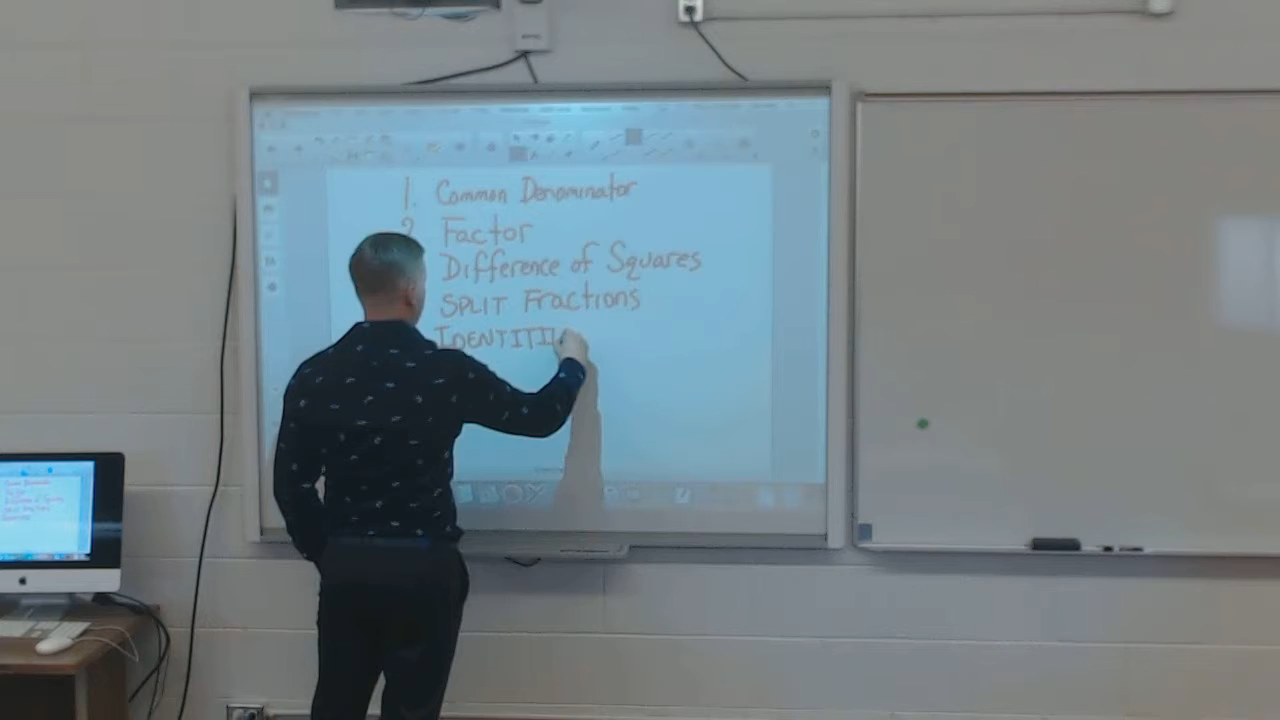 1. Common Denominator
2 Factor
Difference of Squares
SPLIT Fractions
IDENTITI